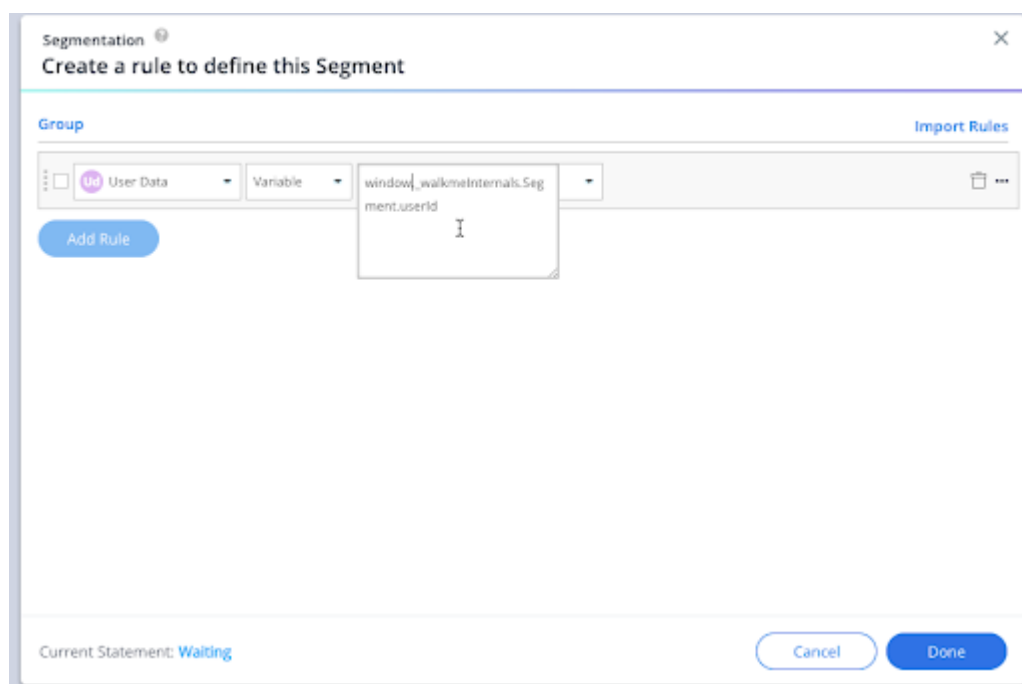 Segmentation ?
Create a rule to define this Segment
Group
Import Rules
Ud User Data
Variable
window._walkmeInternals.Seg
ment.userId
Add Rule
Current Statement: Waiting
Cancel
Done